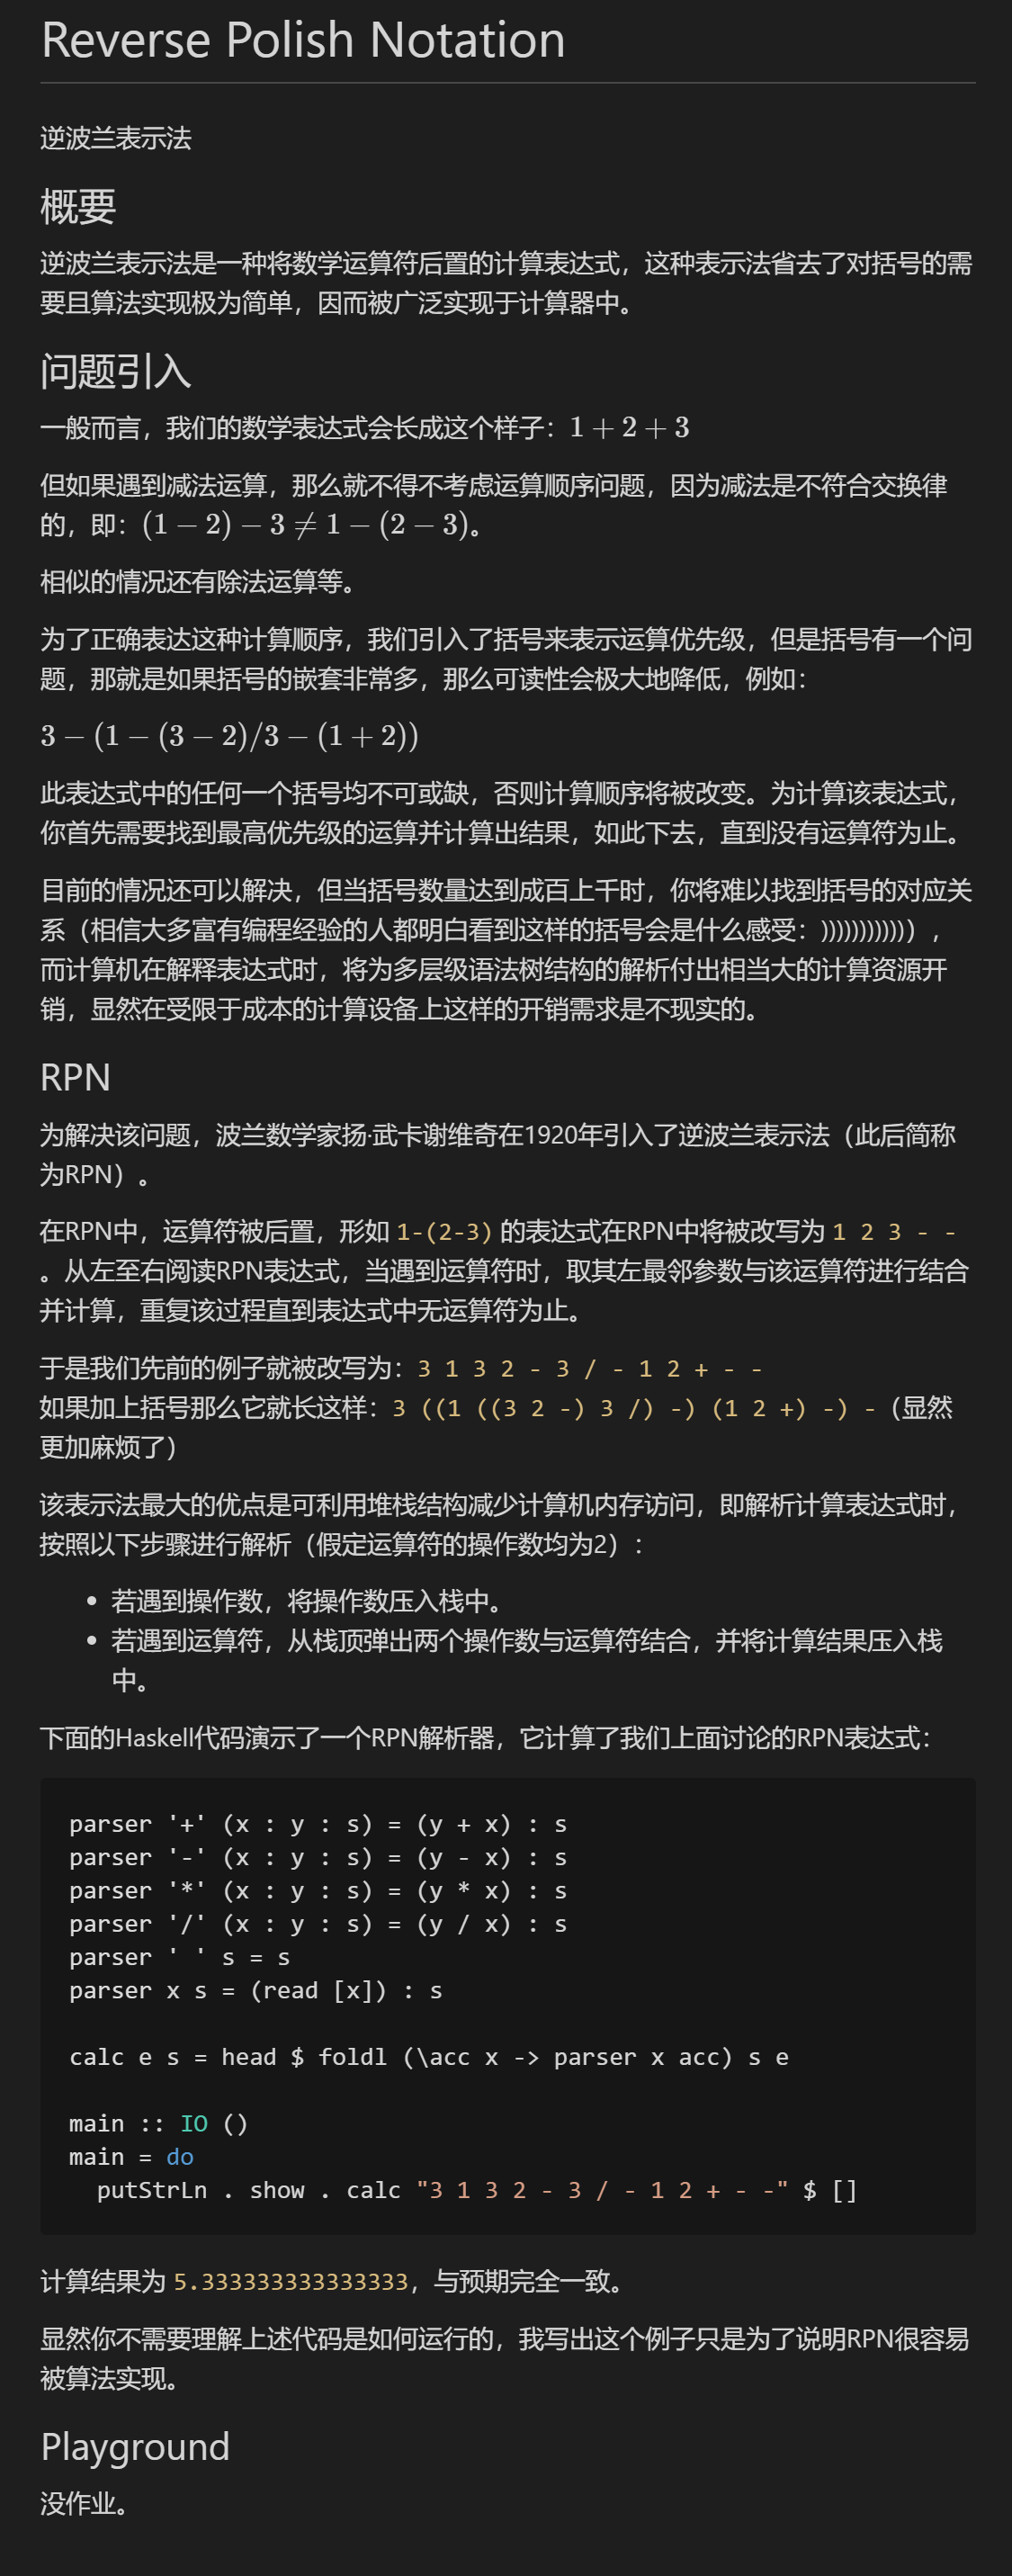 Reverse Polish Notation
逆波兰表示法
概要
逆波兰表示法是一种将数学运算符后置的计算表达式，这种表示法省去了对括号的需
要且算法实现极为简单，因而被广泛实现于计算器中。
问题引入
一般而言，我们的数学表达式会长成这个样子：1 + 2 + 3
但如果遇到减法运算，那么就不得不考虑运算顺序问题，因为减法是不符合交换律
的，即：(1 − 2) − 3 ≠ 1 − (2 − 3)。
相似的情况还有除法运算等。
为了正确表达这种计算顺序，我们引入了括号来表示运算优先级，但是括号有一个问
题，那就是如果括号的嵌套非常多，那么可读性会极大地降低，例如：
3 − (1 − (3 − 2)/3 − (1 + 2))
此表达式中的任何一个括号均不可或缺，否则计算顺序将被改变。为计算该表达式，
你首先需要找到最高优先级的运算并计算出结果，如此下去，直到没有运算符为止。
目前的情况还可以解决，但当括号数量达到成百上千时，你将难以找到括号的对应关
系（相信大多富有编程经验的人都明白看到这样的括号会是什么感受：)))))))))))），
而计算机在解释表达式时，将为多层级语法树结构的解析付出相当大的计算资源开
销，显然在受限于成本的计算设备上这样的开销需求是不现实的。
RPN
为解决该问题，波兰数学家扬·武卡谢维奇在1920年引入了逆波兰表示法（此后简称
为RPN）。
在RPN中，运算符被后置，形如 1-(2-3) 的表达式在RPN中将被改写为 1 2 3 - -
。从左至右阅读RPN表达式，当遇到运算符时，取其左最邻参数与该运算符进行结合
并计算，重复该过程直到表达式中无运算符为止。
于是我们先前的例子就被改写为：3 1 3 2 - 3 / - 1 2 + - -
如果加上括号那么它就长这样：3 ((1 ((3 2 -) 3 /) -) (1 2 +) -) -（显然
更加麻烦了）
该表示法最大的优点是可利用堆栈结构减少计算机内存访问，即解析计算表达式时，
按照以下步骤进行解析（假定运算符的操作数均为2）：
• 若遇到操作数，将操作数压入栈中。
• 若遇到运算符，从栈顶弹出两个操作数与运算符结合，并将计算结果压入栈
中。
下面的Haskell代码演示了一个RPN解析器，它计算了我们上面讨论的RPN表达式：
parser '+' (x : y : s) = (y + x) : s
parser '-' (x : y : s) = (y - x) : s
parser '*' (x : y : s) = (y * x) : s
parser '/' (x : y : s) = (y / x) : s
parser ' ' s = s
parser x s = (read [x]) : s
calc e s = head $ foldl (\acc x -> parser x acc) s e
main :: IO ()
main = do
  putStrLn . show . calc "3 1 3 2 - 3 / - 1 2 + - -" $ []
计算结果为 5.333333333333333，与预期完全一致。
显然你不需要理解上述代码是如何运行的，我写出这个例子只是为了说明RPN很容易
被算法实现。
Playground
没作业。